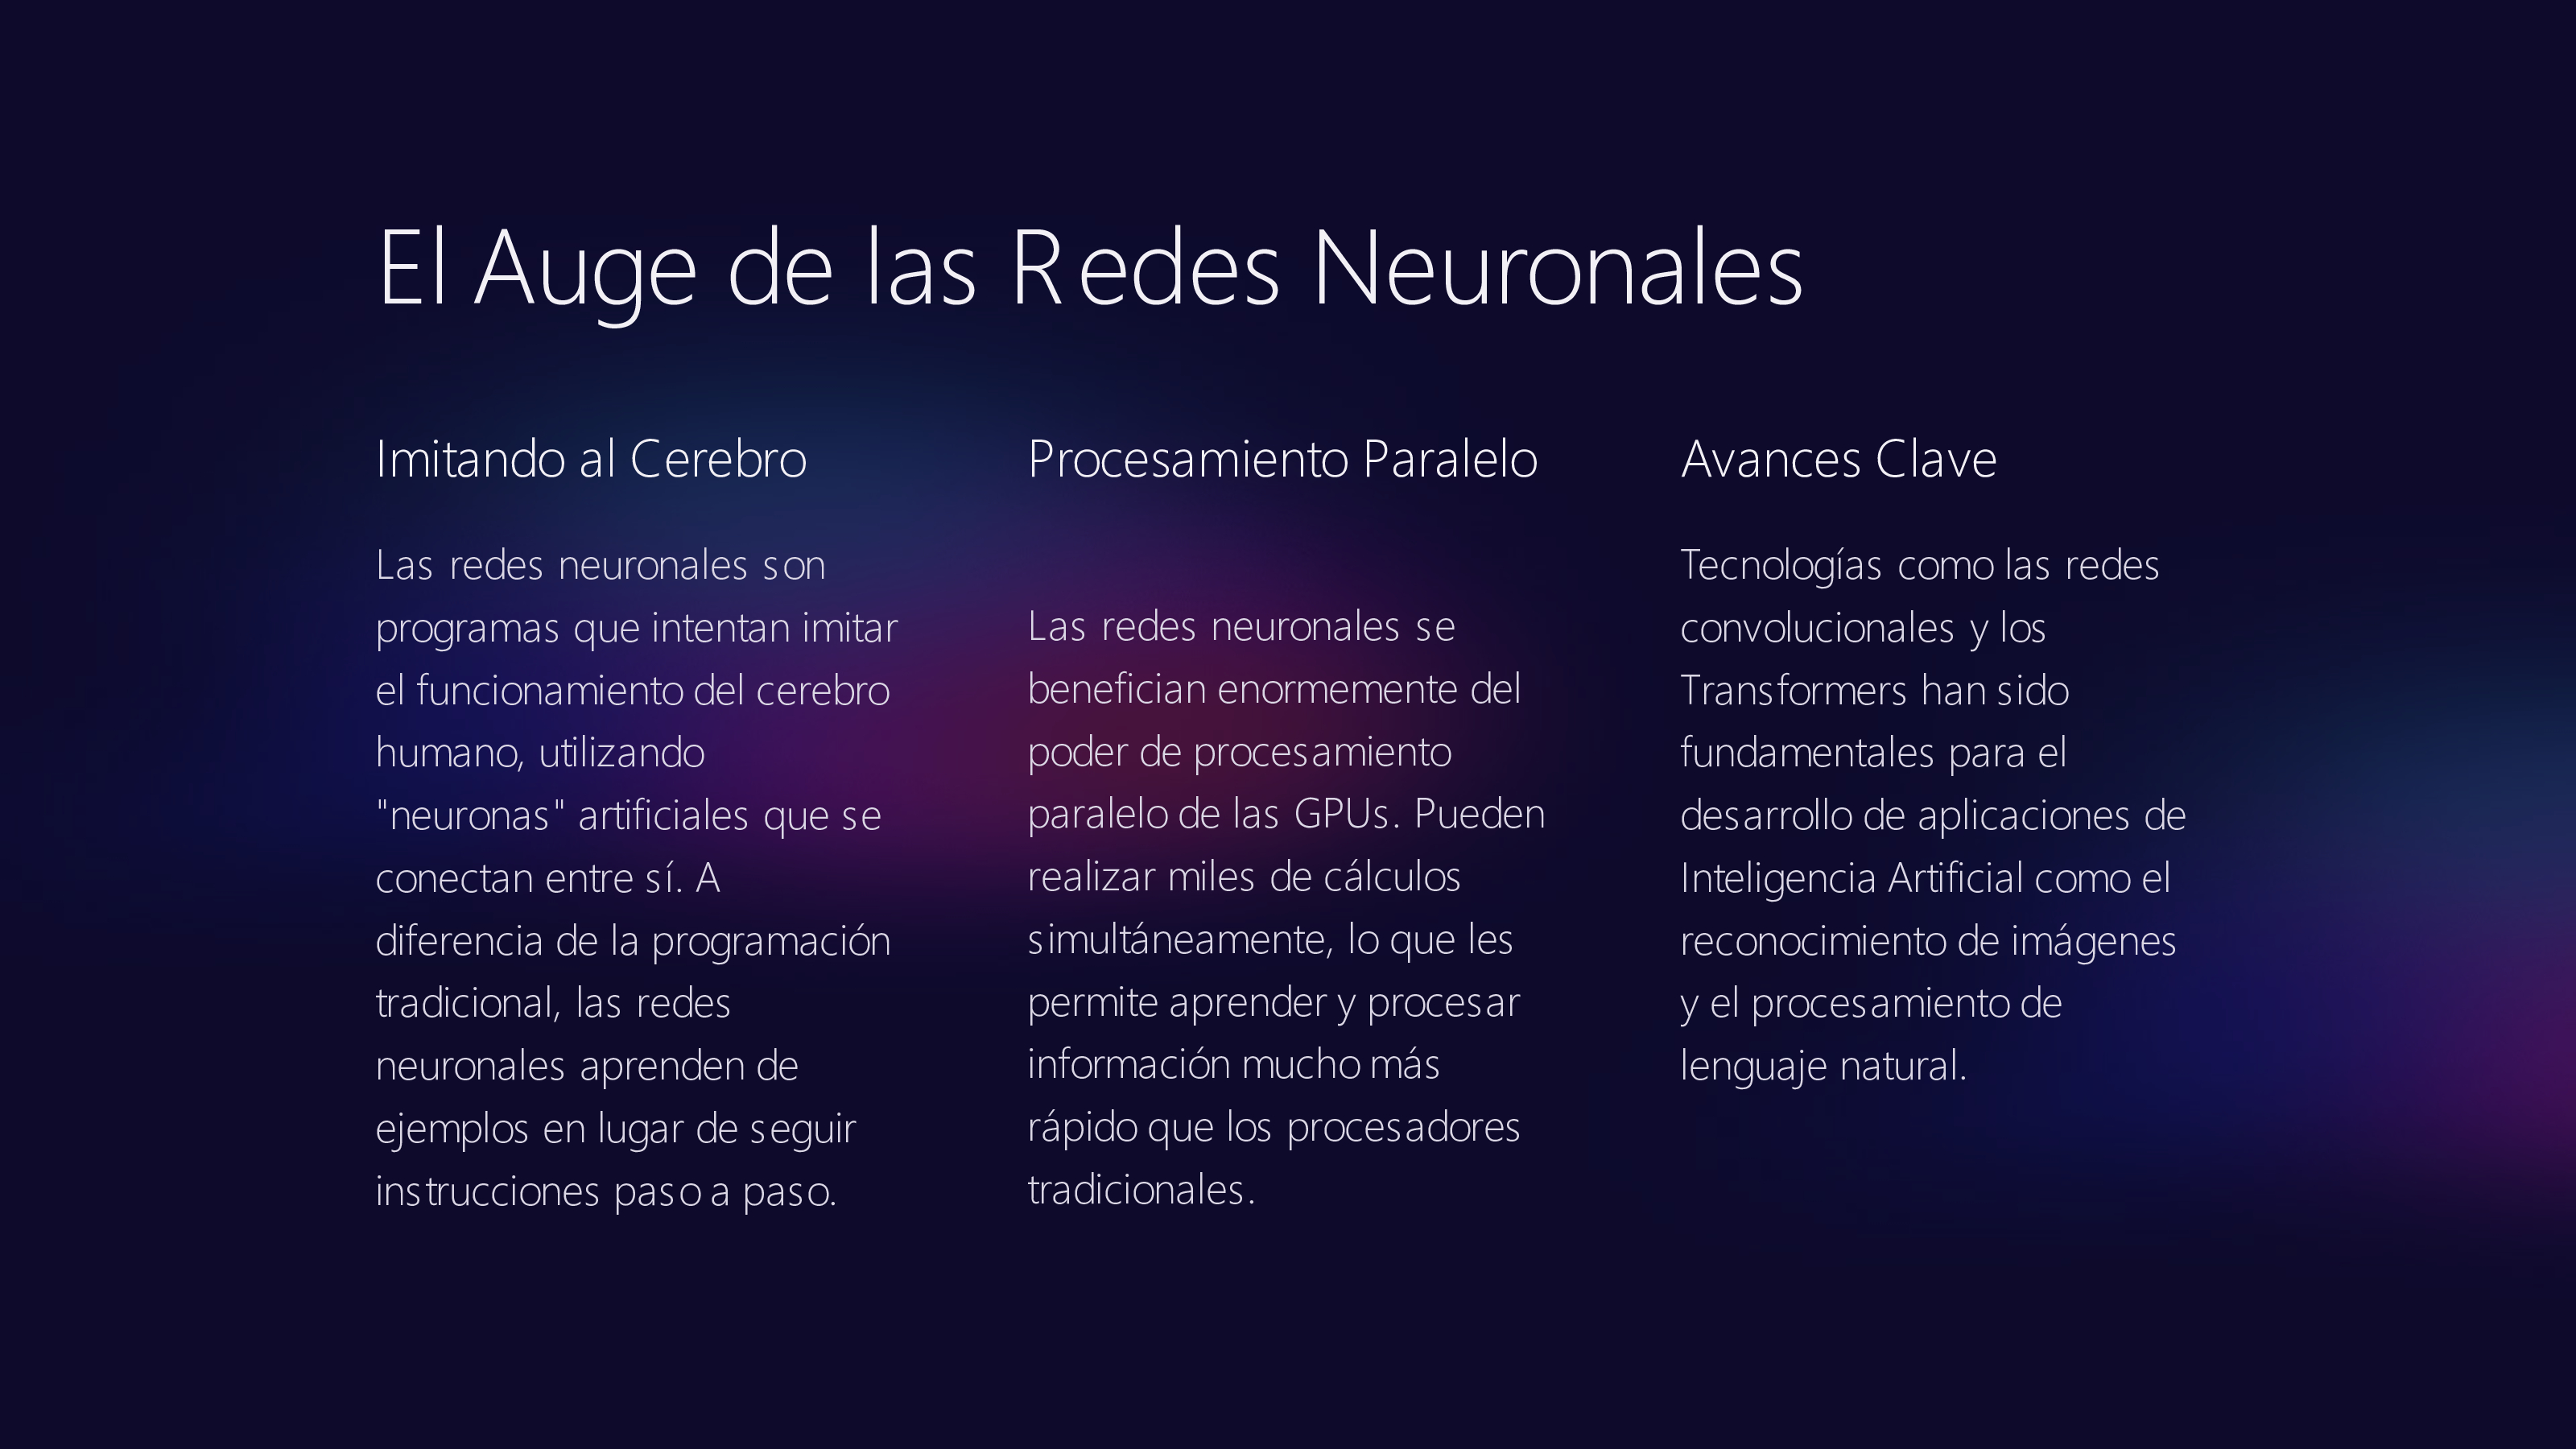 El Auge de las Redes Neuronales
Imitando al Cerebro
Las redes neuronales son
programas que intentan imitar
el funcionamiento del cerebro
humano, utilizando
"neuronas" artificiales que se
conectan entre sí. A
diferencia de la programación
tradicional, las redes
neuronales aprenden de
ejemplos en lugar de seguir
instrucciones paso a paso.
Procesamiento Paralelo
Las redes neuronales se
benefician enormemente del
poder de procesamiento
paralelo de las GPUs. Pueden
realizar miles de cálculos
simultáneamente, lo que les
permite aprender y procesar
información mucho más
rápido que los procesadores
tradicionales.
Avances Clave
Tecnologías como las redes
convolucionales y los
Transformers han sido
fundamentales para el
desarrollo de aplicaciones de
Inteligencia Artificial como el
reconocimiento de imágenes
y el procesamiento de
lenguaje natural.